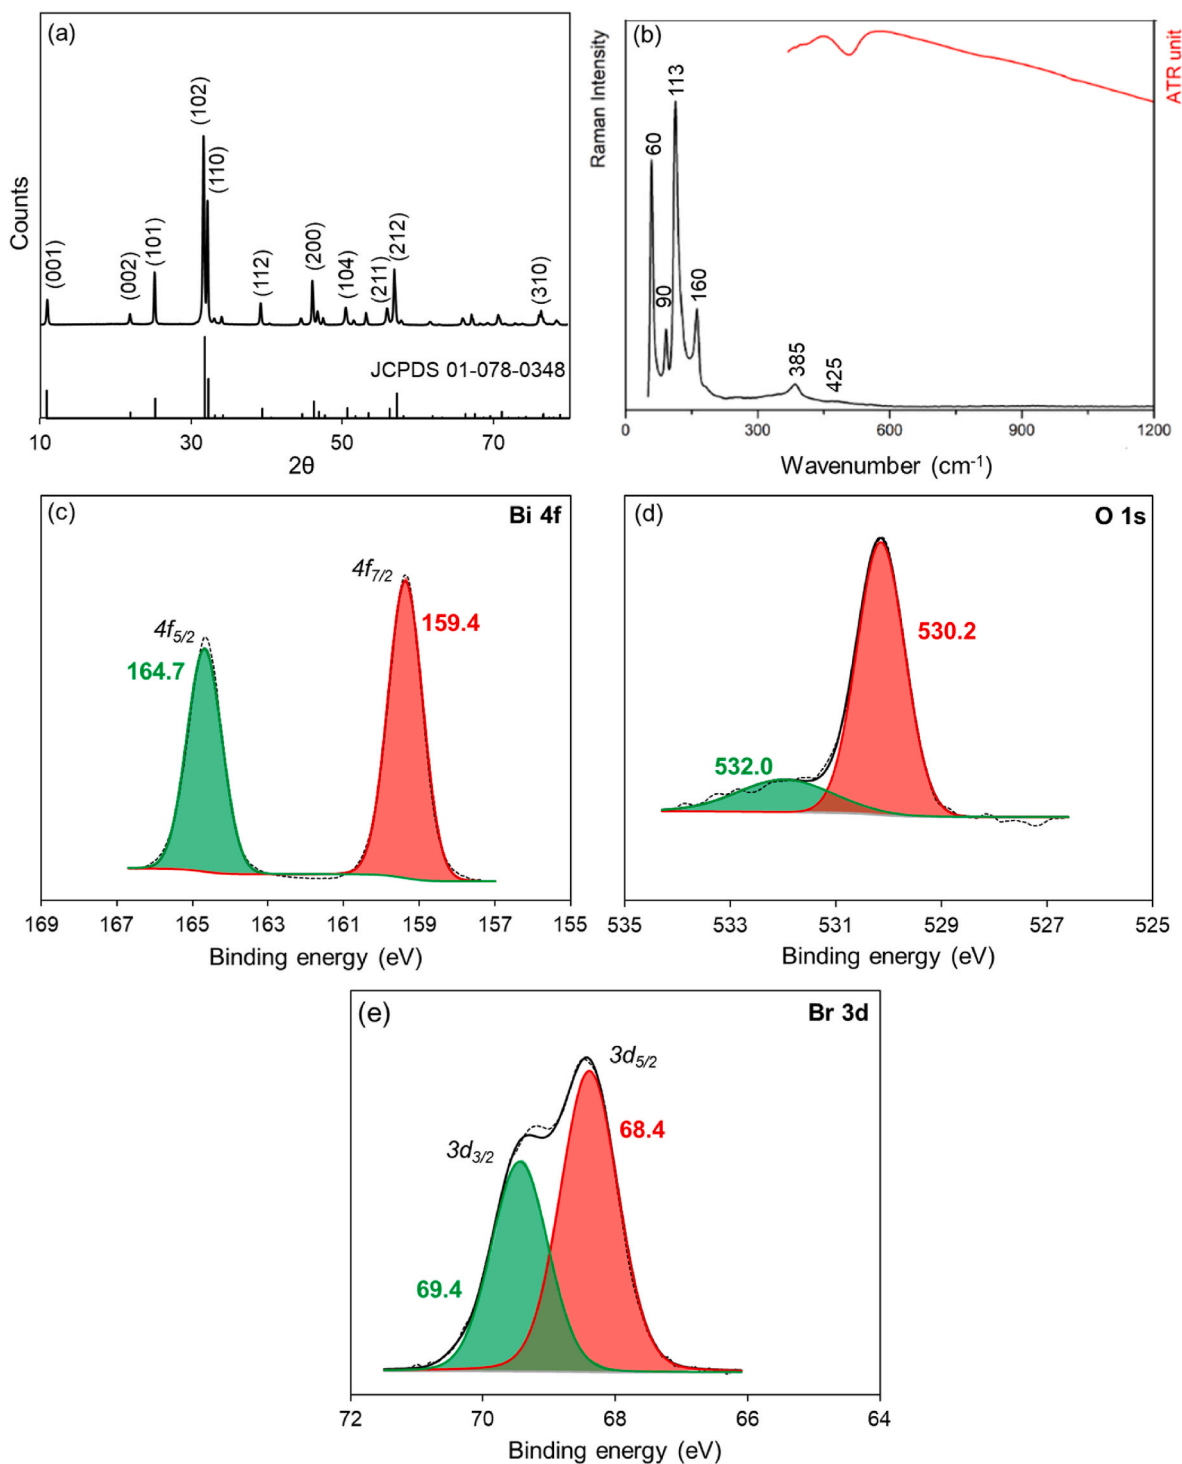 (a)
Counts
(001)
(002)
(101)
(102)
(110)
(112)
(200)
(104)
(211)
(212)
(310)
JCPDS 01-078-0348
10
30
50
70
2θ
(b)
Raman Intensity
ATR unit
60
90
113
160
385
425
0
300
600
900
1200
Wavenumber (cm⁻¹)
(c)
Bi 4f
4f₅/₂
164.7
4f₇/₂
159.4
169
167
165
163
161
159
157
155
Binding energy (eV)
(d)
O 1s
532.0
530.2
535
533
531
529
527
525
Binding energy (eV)
(e)
Br 3d
3d₅/₂
68.4
3d₃/₂
69.4
72
70
68
66
64
Binding energy (eV)